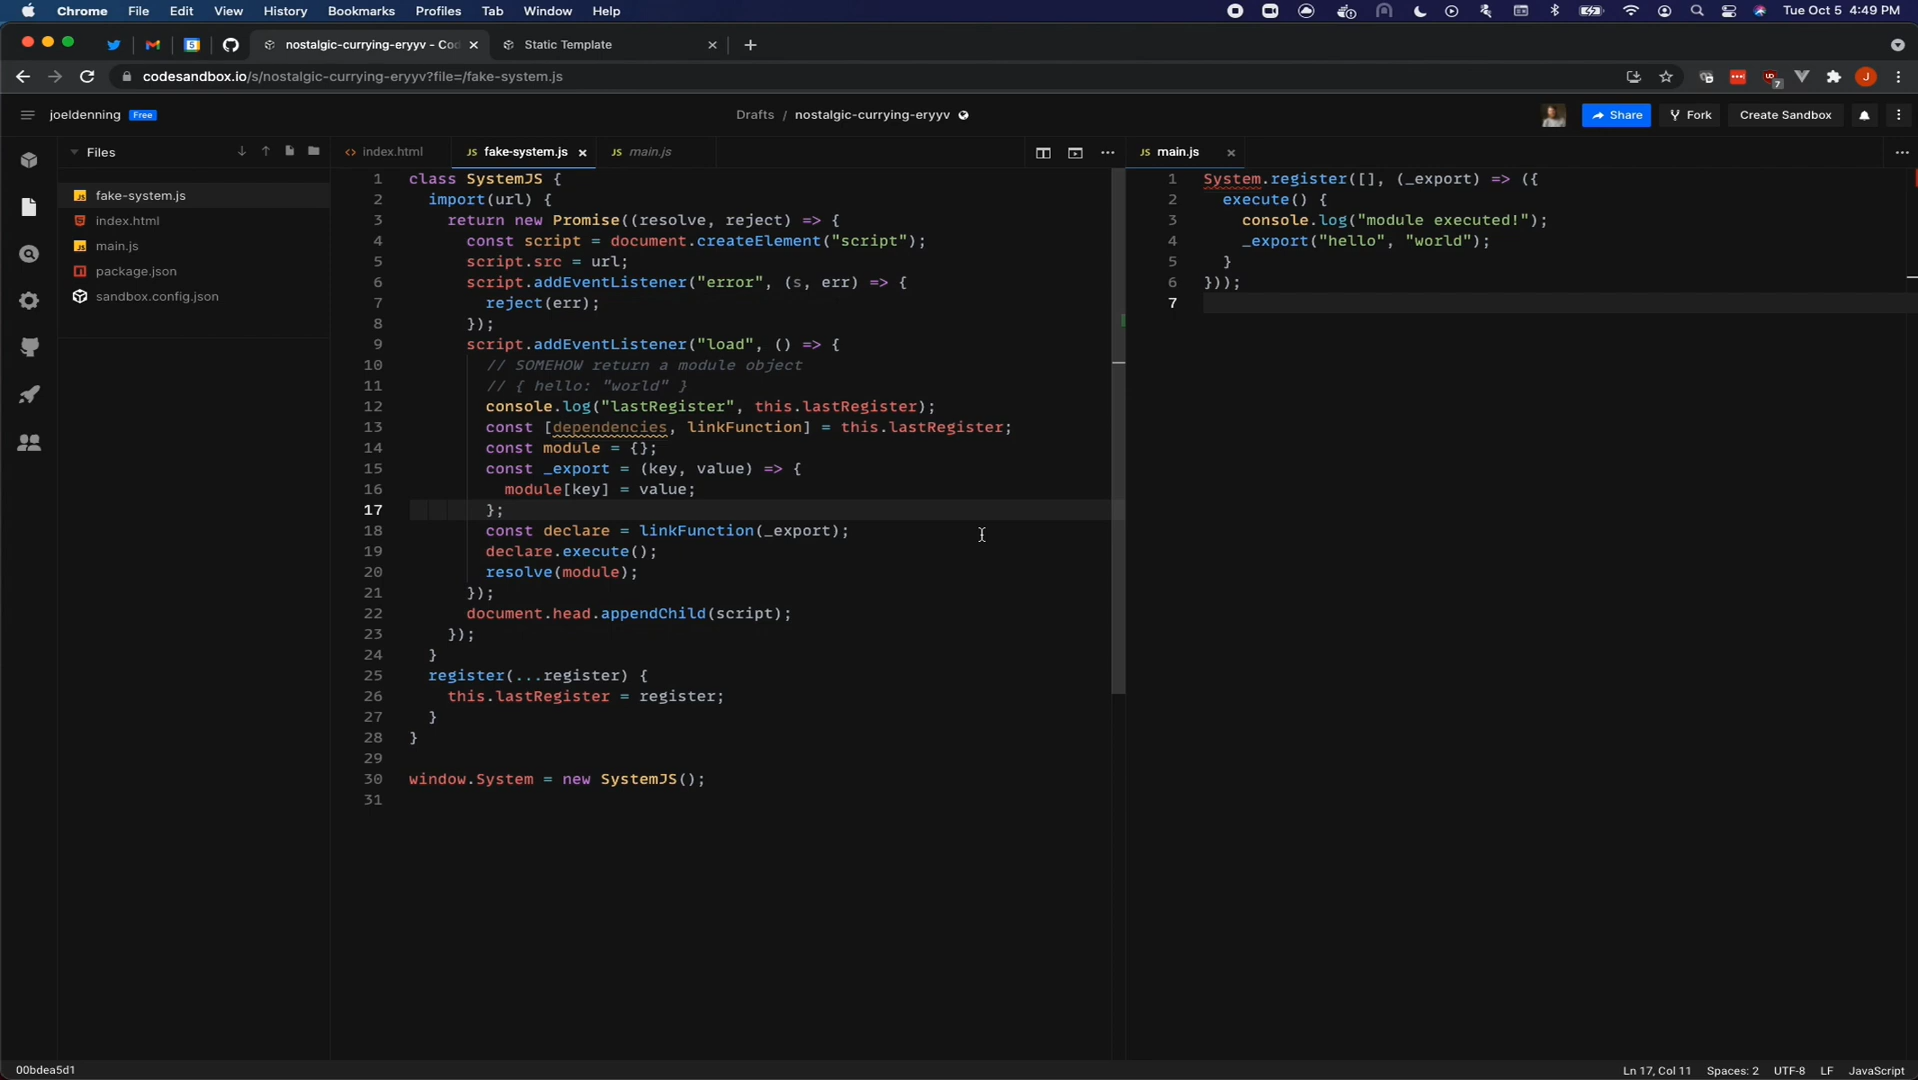 Chrome File Edit View History Bookmarks Profiles Tab Window Help Tue Oct 5 4:49 PM
nostalgic-currying-eryyv - Cod Static Template
codesandbox.io/s/nostalgic-currying-eryyv?file=/fake-system.js
joeldenning Free Drafts / nostalgic-currying-eryyv Share Fork Create Sandbox
Files
fake-system.js
index.html
main.js
package.json
sandbox.config.json
index.html fake-system.js main.js
1 class SystemJS {
2 import(url) {
3 return new Promise((resolve, reject) => {
4 const script = document.createElement("script");
5 script.src = url;
6 script.addEventListener("error", (s, err) => {
7 reject(err);
8 });
9 script.addEventListener("load", () => {
10 // SOMEHOW return a module object
11 // { hello: "world" }
12 console.log("lastRegister", this.lastRegister);
13 const [dependencies, linkFunction] = this.lastRegister;
14 const module = {};
15 const _export = (key, value) => {
16 module[key] = value;
17 };
18 const declare = linkFunction(_export);
19 declare.execute();
20 resolve(module);
21 });
22 document.head.appendChild(script);
23 });
24 }
25 register(...register) {
26 this.lastRegister = register;
27 }
28 }
29
30 window.System = new SystemJS();
31
main.js
1 System.register([], (_export) => ({
2 execute() {
3 console.log("module executed!");
4 _export("hello", "world");
5 }
6 }));
7
00bdea5d1 Ln 17, Col 11 Spaces: 2 UTF-8 LF JavaScript